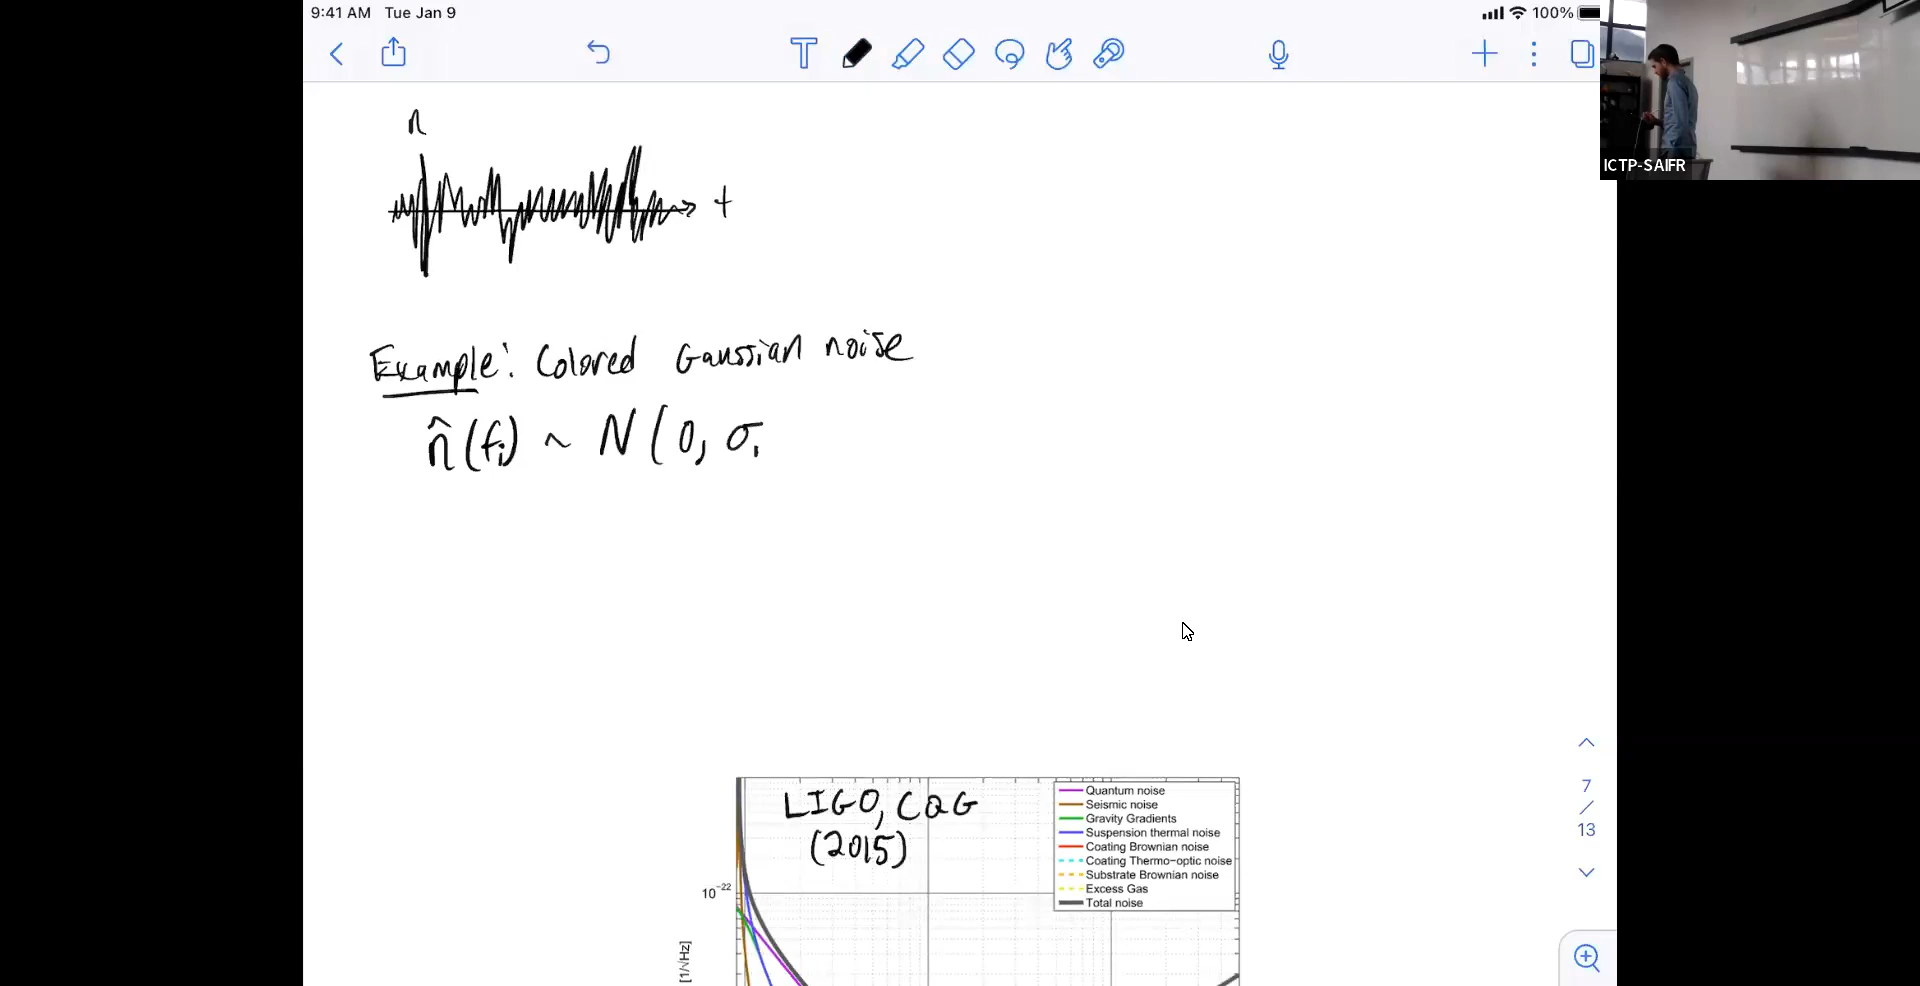 9:41 AM Tue Jan 9
100%
ICTP-SAIFR
n
t
Example: Colored Gaussian noise
n̂(fᵢ) ~ N(0, σᵢ
7
/
13
LIGO, CQG
(2015)
Quantum noise
Seismic noise
Gravity Gradients
Suspension thermal noise
Coating Brownian noise
Coating Thermo-optic noise
Substrate Brownian noise
Excess Gas
Total noise
10⁻²²
[1/√Hz]